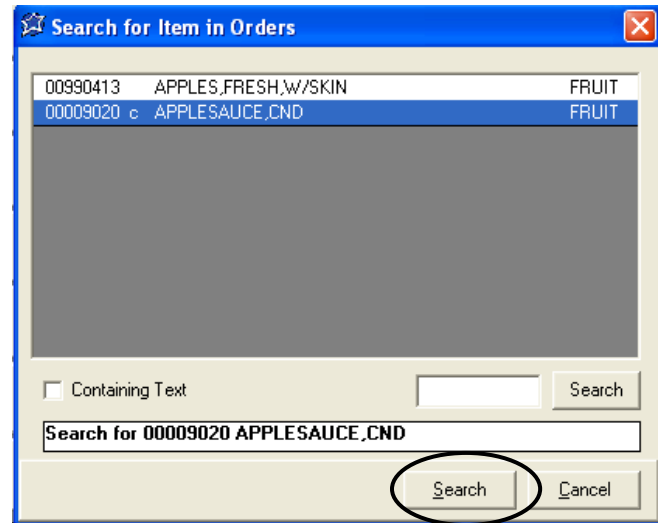 Search for Item in Orders
00990413 APPLES,FRESH,W/SKIN FRUIT
00009020 c APPLESAUCE,CND FRUIT
Containing Text Search
Search for 00009020 APPLESAUCE,CND
Search Cancel